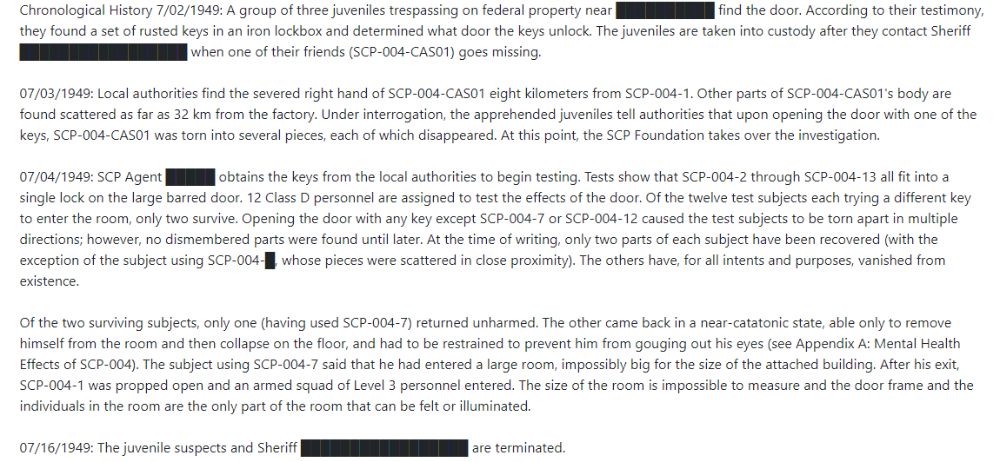 Chronological History 7/02/1949: A group of three juveniles trespassing on federal property near ██████████ find the door. According to their testimony,
they found a set of rusted keys in an iron lockbox and determined what door the keys unlock. The juveniles are taken into custody after they contact Sheriff
█████████████████ when one of their friends (SCP-004-CAS01) goes missing.
07/03/1949: Local authorities find the severed right hand of SCP-004-CAS01 eight kilometers from SCP-004-1. Other parts of SCP-004-CAS01's body are
found scattered as far as 32 km from the factory. Under interrogation, the apprehended juveniles tell authorities that upon opening the door with one of the
keys, SCP-004-CAS01 was torn into several pieces, each of which disappeared. At this point, the SCP Foundation takes over the investigation.
07/04/1949: SCP Agent █████ obtains the keys from the local authorities to begin testing. Tests show that SCP-004-2 through SCP-004-13 all fit into a
single lock on the large barred door. 12 Class D personnel are assigned to test the effects of the door. Of the twelve test subjects each trying a different key
to enter the room, only two survive. Opening the door with any key except SCP-004-7 or SCP-004-12 caused the test subjects to be torn apart in multiple
directions; however, no dismembered parts were found until later. At the time of writing, only two parts of each subject have been recovered (with the
exception of the subject using SCP-004-█, whose pieces were scattered in close proximity). The others have, for all intents and purposes, vanished from
existence.
Of the two surviving subjects, only one (having used SCP-004-7) returned unharmed. The other came back in a near-catatonic state, able only to remove
himself from the room and then collapse on the floor, and had to be restrained to prevent him from gouging out his eyes (see Appendix A: Mental Health
Effects of SCP-004). The subject using SCP-004-7 said that he had entered a large room, impossibly big for the size of the attached building. After his exit,
SCP-004-1 was propped open and an armed squad of Level 3 personnel entered. The size of the room is impossible to measure and the door frame and the
individuals in the room are the only part of the room that can be felt or illuminated.
07/16/1949: The juvenile suspects and Sheriff █████████████████ are terminated.